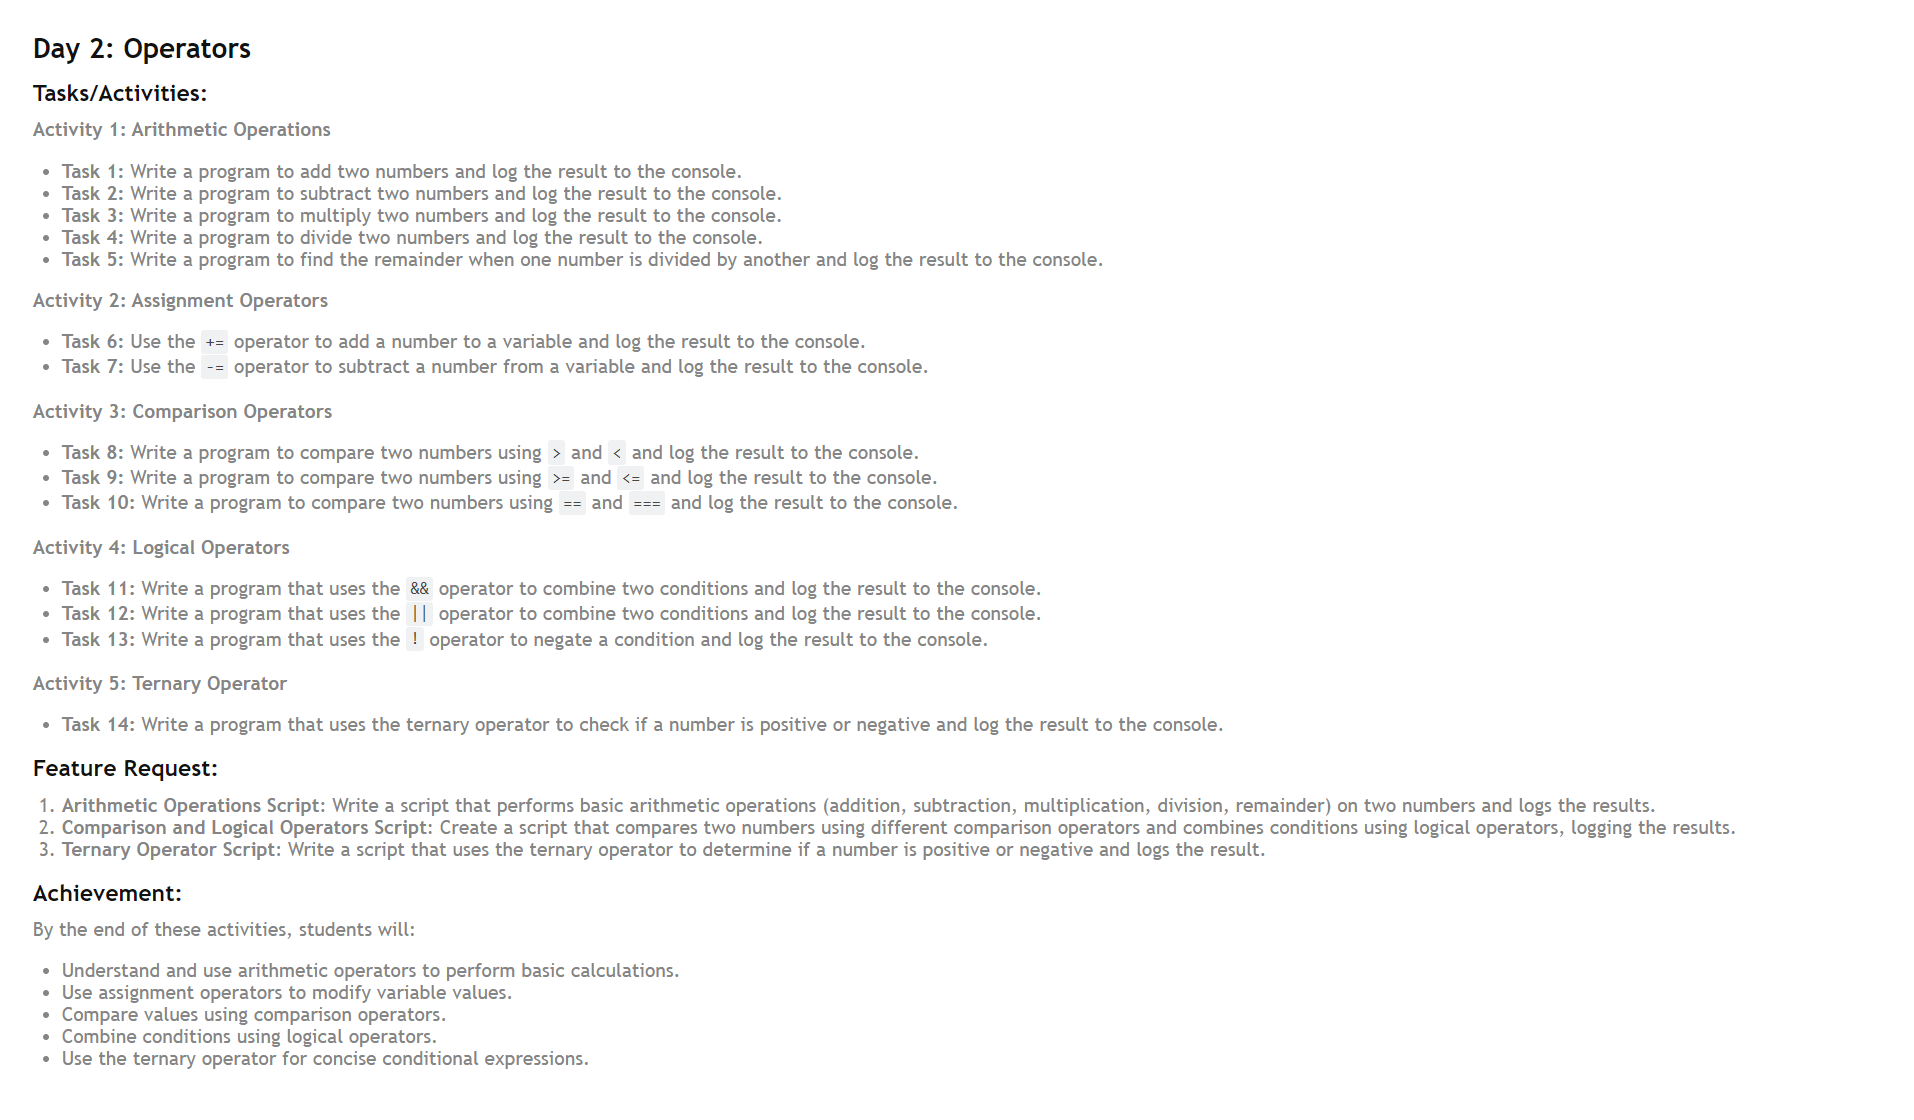 Day 2: Operators
Tasks/Activities:
Activity 1: Arithmetic Operations
• Task 1: Write a program to add two numbers and log the result to the console.
• Task 2: Write a program to subtract two numbers and log the result to the console.
• Task 3: Write a program to multiply two numbers and log the result to the console.
• Task 4: Write a program to divide two numbers and log the result to the console.
• Task 5: Write a program to find the remainder when one number is divided by another and log the result to the console.
Activity 2: Assignment Operators
• Task 6: Use the += operator to add a number to a variable and log the result to the console.
• Task 7: Use the -= operator to subtract a number from a variable and log the result to the console.
Activity 3: Comparison Operators
• Task 8: Write a program to compare two numbers using > and < and log the result to the console.
• Task 9: Write a program to compare two numbers using >= and <= and log the result to the console.
• Task 10: Write a program to compare two numbers using == and === and log the result to the console.
Activity 4: Logical Operators
• Task 11: Write a program that uses the && operator to combine two conditions and log the result to the console.
• Task 12: Write a program that uses the || operator to combine two conditions and log the result to the console.
• Task 13: Write a program that uses the ! operator to negate a condition and log the result to the console.
Activity 5: Ternary Operator
• Task 14: Write a program that uses the ternary operator to check if a number is positive or negative and log the result to the console.
Feature Request:
1. Arithmetic Operations Script: Write a script that performs basic arithmetic operations (addition, subtraction, multiplication, division, remainder) on two numbers and logs the results.
2. Comparison and Logical Operators Script: Create a script that compares two numbers using different comparison operators and combines conditions using logical operators, logging the results.
3. Ternary Operator Script: Write a script that uses the ternary operator to determine if a number is positive or negative and logs the result.
Achievement:
By the end of these activities, students will:
• Understand and use arithmetic operators to perform basic calculations.
• Use assignment operators to modify variable values.
• Compare values using comparison operators.
• Combine conditions using logical operators.
• Use the ternary operator for concise conditional expressions.